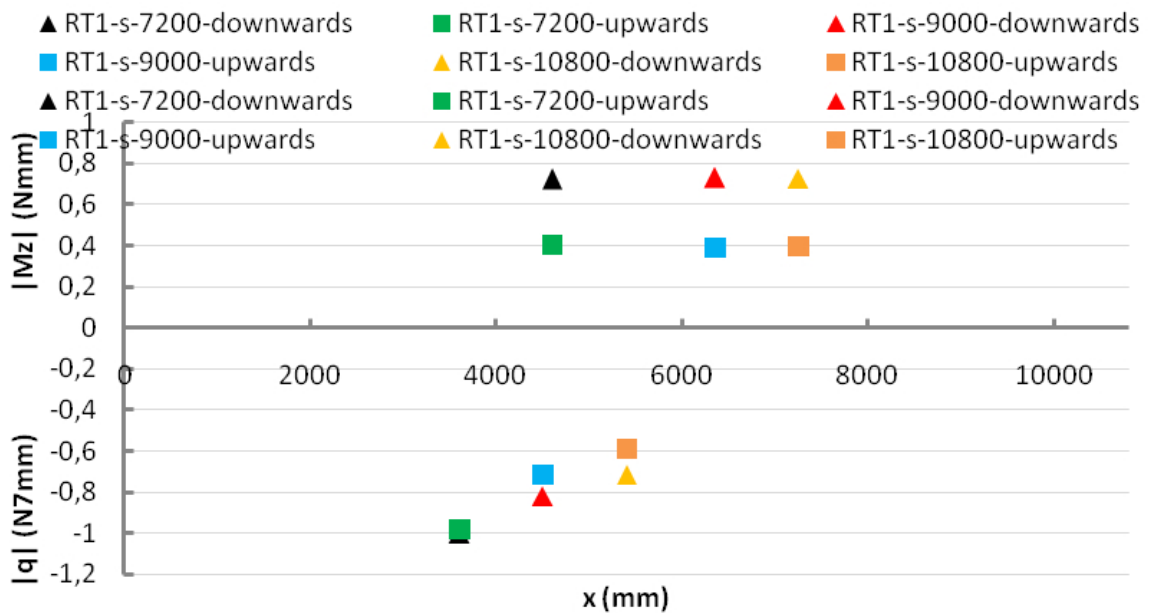 RT1-s-7200-downwards RT1-s-7200-upwards RT1-s-9000-downwards
RT1-s-9000-upwards RT1-s-10800-downwards RT1-s-10800-upwards
RT1-s-7200-downwards RT1-s-7200-upwards RT1-s-9000-downwards
RT1-s-9000-upwards RT1-s-10800-downwards RT1-s-10800-upwards
|Mz| (Nmm)
|q| (N7mm)
1
0,8
0,6
0,4
0,2
0
-0,2
-0,4
-0,6
-0,8
-1
-1,2
0 2000 4000 6000 8000 10000
x (mm)